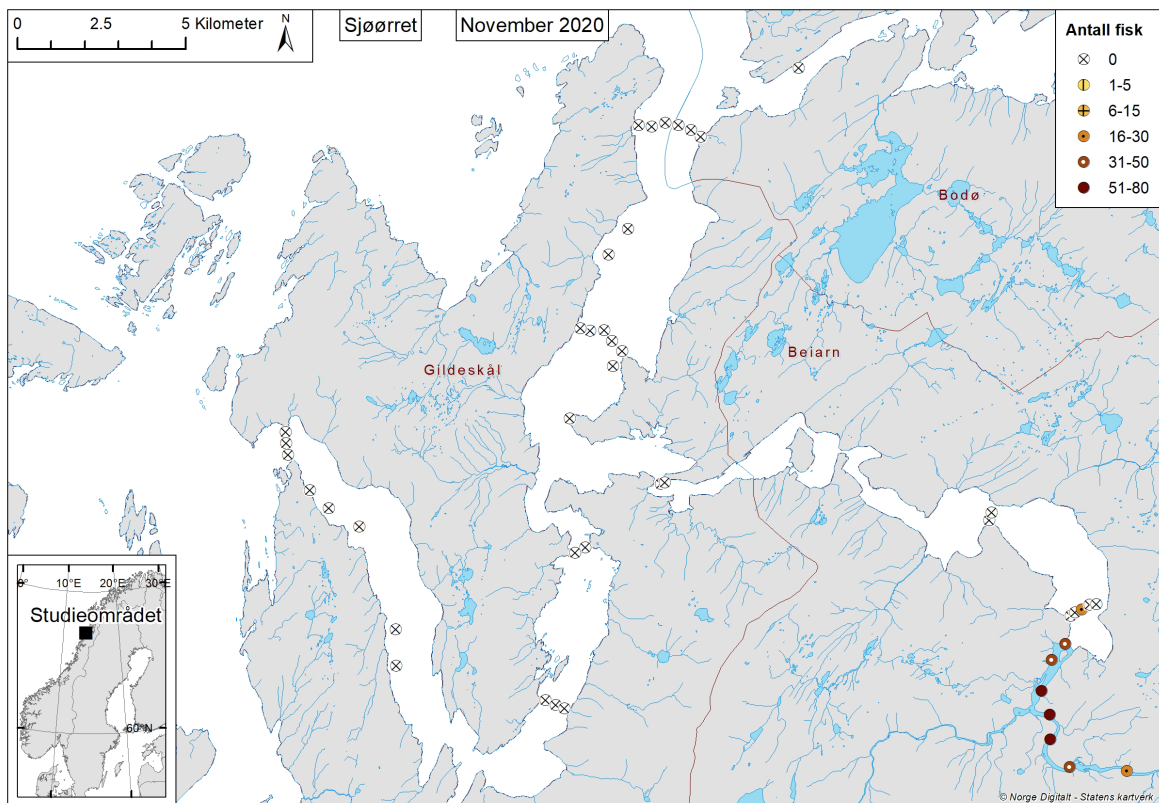 0 2.5 5 Kilometer
N
Sjøørret
November 2020
Antall fisk
0
1-5
6-15
16-30
31-50
51-80
Bodø
Beiarn
Gildeskål
0° 10°E 20°E 30°E
Studieområdet
60°N
© Norge Digitalt - Statens kartverk